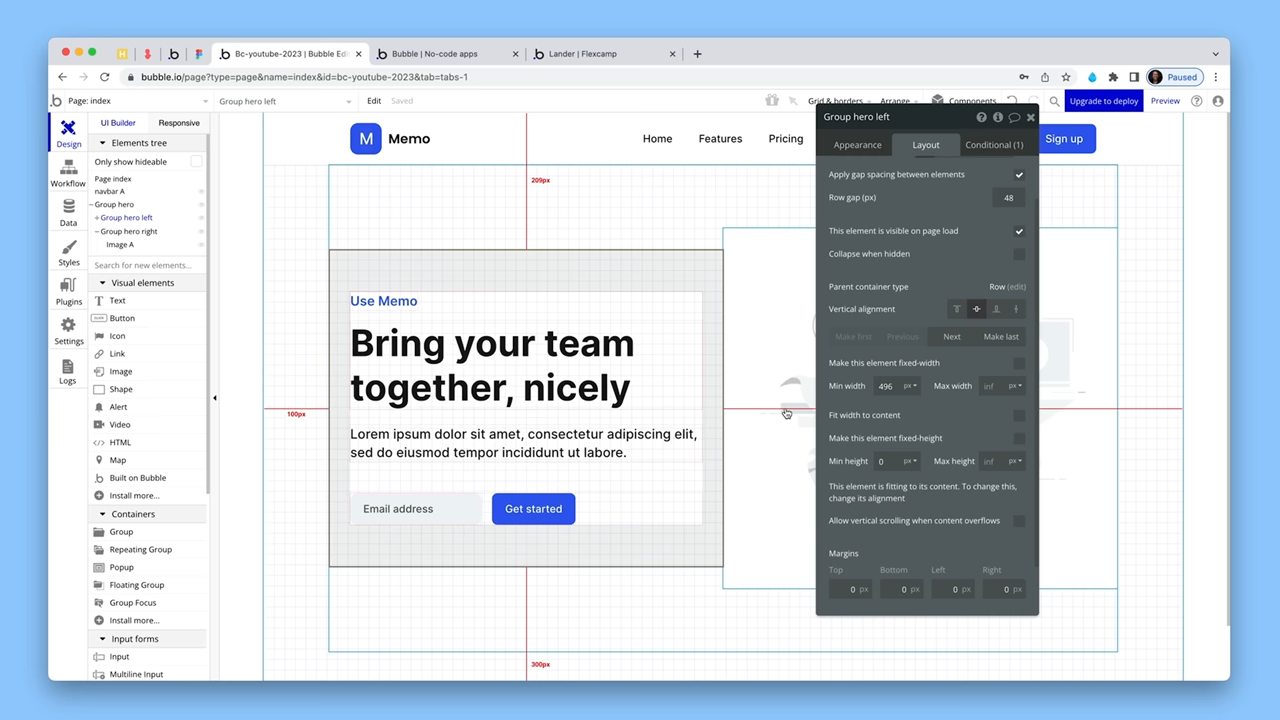 H
Bc-youtube-2023 | Bubble Edi
Bubble | No-code apps
Lander | Flexcamp
bubble.io/page?type=page&name=index&id=bc-youtube-2023&tab=tabs-1
Paused
Page: index
Group hero left
Edit
Saved
Grid & borders
Arrange
Components
Upgrade to deploy
Preview
Design
Workflow
Data
Styles
Plugins
Settings
Logs
UI Builder
Responsive
Elements tree
Only show hideable
Page index
navbar A
Group hero
Group hero left
Group hero right
Image A
Search for new elements...
Visual elements
Text
Button
Icon
Link
Image
Shape
Alert
Video
HTML
Map
Built on Bubble
Install more...
Containers
Group
Repeating Group
Popup
Floating Group
Group Focus
Install more...
Input forms
Input
Multiline Input
M Memo
Home
Features
Pricing
Sign up
209px
100px
300px
Use Memo
Bring your team
together, nicely
Lorem ipsum dolor sit amet, consectetur adipiscing elit,
sed do eiusmod tempor incididunt ut labore.
Email address
Get started
Group hero left
Appearance
Layout
Conditional (1)
Apply gap spacing between elements
Row gap (px) 48
This element is visible on page load
Collapse when hidden
Parent container type Row (edit)
Vertical alignment
Make first Previous Next Make last
Make this element fixed-width
Min width 496 px Max width inf px
Fit width to content
Make this element fixed-height
Min height 0 px Max height inf px
This element is fitting to its content. To change this,
change its alignment
Allow vertical scrolling when content overflows
Margins
Top Bottom Left Right
0 px 0 px 0 px 0 px